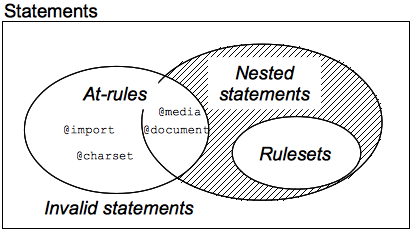 Statements
At-rules
Nested
statements
@media
@import
@document
@charset
Rulesets
Invalid statements